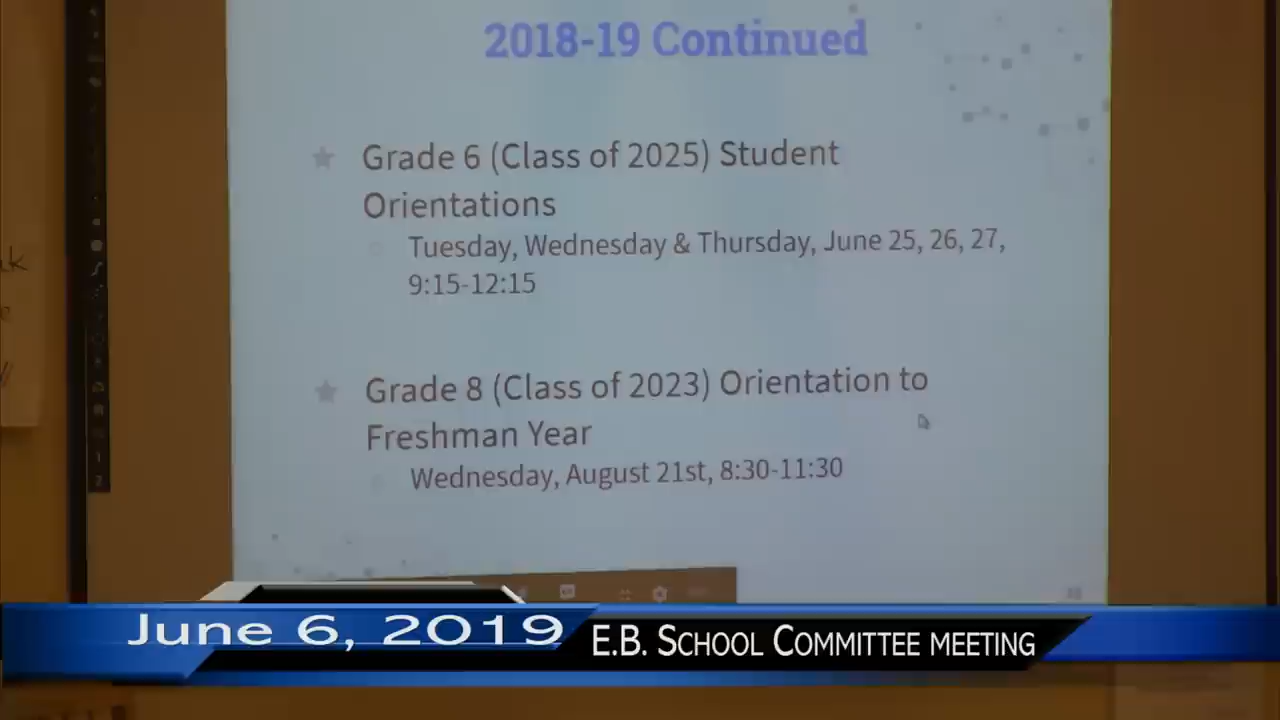 2018-19 Continued
Grade 6 (Class of 2025) Student
Orientations
Tuesday, Wednesday & Thursday, June 25, 26, 27,
9:15-12:15
Grade 8 (Class of 2023) Orientation to
Freshman Year
Wednesday, August 21st, 8:30-11:30
June 6, 2019
E.B. School Committee meeting